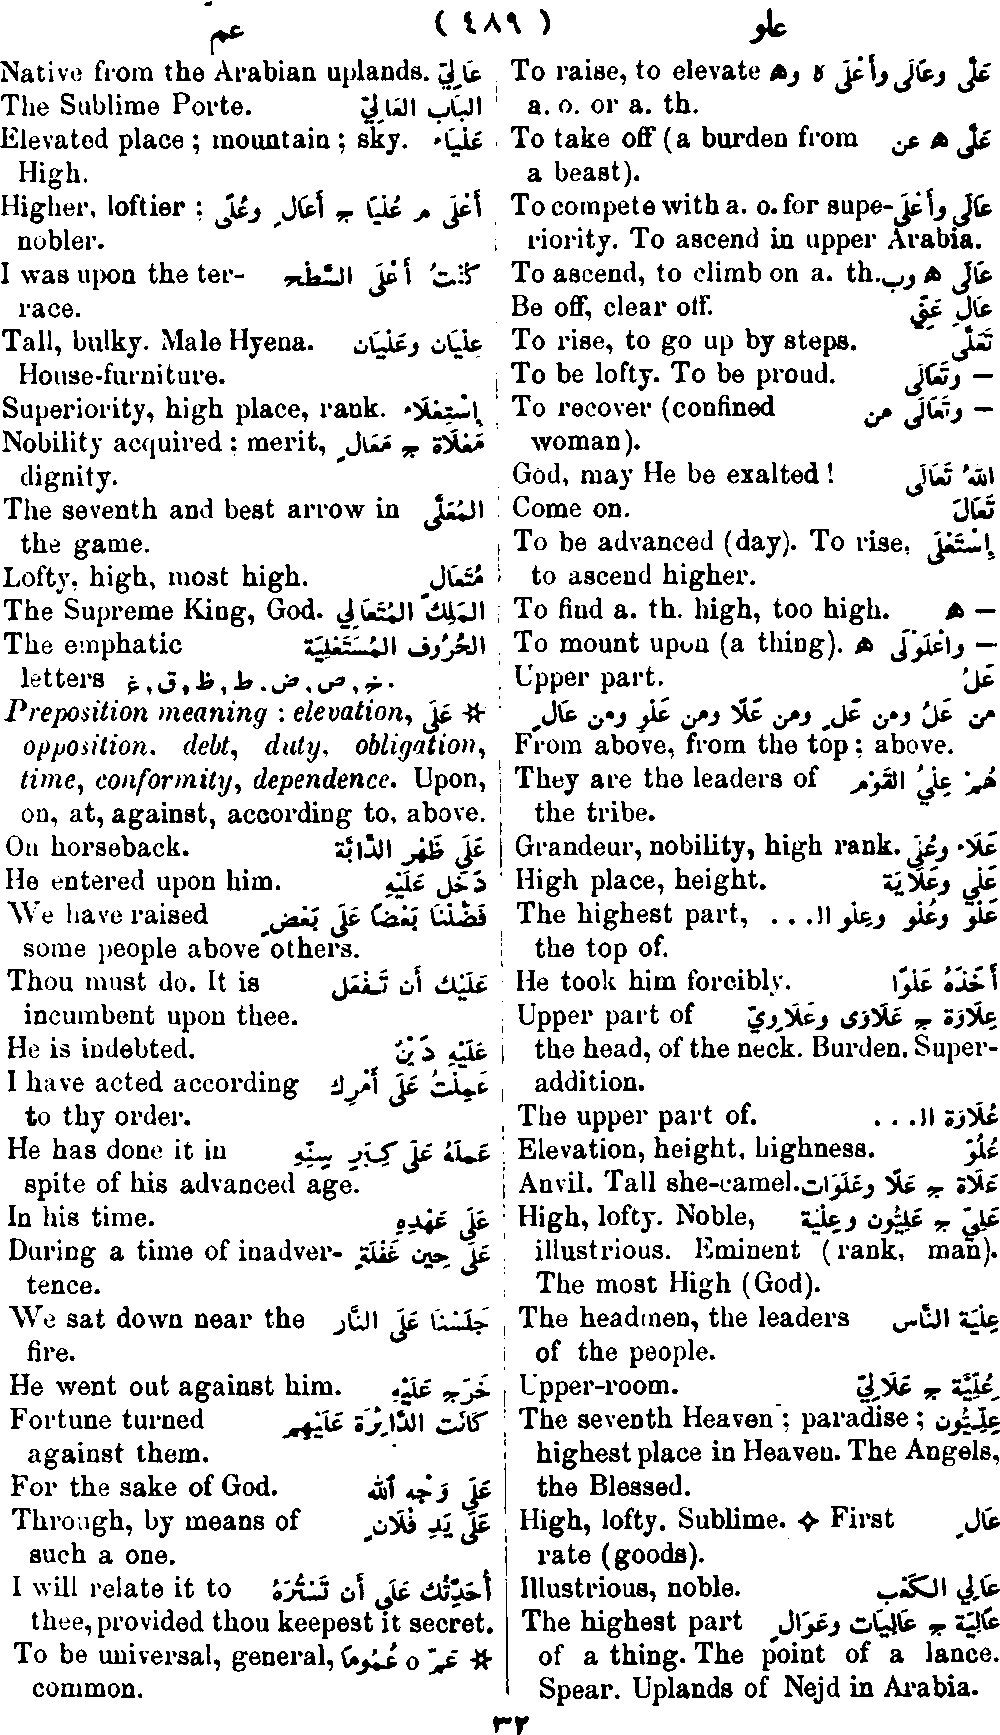 عم ( ٤٨٩ ) علو
To raise, to elevate عَلَّى وعَالَى وأَعْلَى ه وه
a. o. or a. th.
To take off (a burden from عَلَّى ه عن
a beast).
To compete with a. o. for supe- عَالَى وأَعْلَى
riority. To ascend in upper Arabia.
To ascend, to climb on a. th. عَالَى ه وب
Be off, clear off. عَالِ عَنِّي
To rise, to go up by steps. تَعَلَّى
To be lofty. To be proud. — وتَعَالَى
To recover (confined — وتَعَالَى من
woman).
God, may He be exalted! اللهُ تَعَالَى
Come on. تَعَالَ
To be advanced (day). To rise, إِسْتَعْلَى
to ascend higher.
To find a. th. high, too high. — ه
To mount upon (a thing). — واعْلَوْلَى ه
Upper part. عَلُ
من عَلُ ومن عَلٍ ومن عَلَا ومن عَلْوِ ومن عَالٍ
From above, from the top; above.
They are the leaders of هُمْ عِلْيُ القَوْمِ
the tribe.
Grandeur, nobility, high rank. عَلَاء وعُلًى
High place, height. عَلْي وعَلَايَة
The highest part, عَلْوُ وعُلْو وعِلْو ال...
the top of.
He took him forcibly. أَخَذَهُ عَلْوًا
Upper part of عِلَاوَة ج عَلَاوَى وعَلَاوِيّ
the head, of the neck. Burden. Super-
addition.
The upper part of. عُلَاوَة ال...
Elevation, height, highness. عُلُوّ
Anvil. Tall she-camel. عَلَاة ج عَلًا وعَلَوَات
High, lofty. Noble, عَلِيّ ج عَلِيُّون وعِلْيَة
illustrious. Eminent (rank, man).
The most High (God).
The headmen, the leaders عِلْيَة النَّاس
of the people.
Upper-room. عِلِّيَّة ج عَلَالِيّ
The seventh Heaven; paradise; عِلِّيُّون
highest place in Heaven. The Angels,
the Blessed.
High, lofty. Sublime. ✧ First عَالٍ
rate (goods).
Illustrious, noble. عَالِي الكَعْب
The highest part عَالِيَة ج عَالِيَات وعَوَالٍ
of a thing. The point of a lance.
Spear. Uplands of Nejd in Arabia.
Native from the Arabian uplands. عَالِيّ
The Sublime Porte. البَاب العَالِيّ
Elevated place; mountain; sky. عَلْيَاء
High.
Higher, loftier; أَعْلَى م عُلْيَا ج أَعَالٍ وعُلًى
nobler.
I was upon the ter- كُنْتُ أَعْلَى السَّطْح
race.
Tall, bulky. Male Hyena. عِلْيَان وعَلْيَان
House-furniture.
Superiority, high place, rank. إِسْتِعْلَاء
Nobility acquired; merit, مَعْلَاة ج مَعَالٍ
dignity.
The seventh and best arrow in المُعَلَّى
the game.
Lofty, high, most high. مُتَعَالٍ
The Supreme King, God. المَلِكُ المُتَعَالِي
The emphatic الحُرُوف المُسْتَعْلِيَة
letters خ, ص, ض, ط, ظ, ق, غ.
Preposition meaning: elevation, عَلَى ✲
opposition, debt, duty, obligation,
time, conformity, dependence. Upon,
on, at, against, according to, above.
On horseback. عَلَى ظَهْرِ الدَّابَّة
He entered upon him. دَخَل عَلَيْهِ
We have raised فَضَّلْنَا بَعْضًا عَلَى بَعْضٍ
some people above others.
Thou must do. It is عَلَيْكَ أَن تَفْعَل
incumbent upon thee.
He is indebted. عَلَيْهِ دَيْنٌ
I have acted according عَمِلْتُ عَلَى أَمْرِك
to thy order.
He has done it in عَمِلَهُ عَلَى كِبَرِ سِنِّهِ
spite of his advanced age.
In his time. عَلَى عَهْدِهِ
During a time of inadver- عَلَى حِين غَفْلَةٍ
tence.
We sat down near the جَلَسْنَا عَلَى النَّار
fire.
He went out against him. خَرَج عَلَيْهِ
Fortune turned كَانَت الدَّائِرَة عَلَيْهِم
against them.
For the sake of God. عَلَى وَجْهِ الله
Through, by means of عَلَى يَدِ فُلَانٍ
such a one.
I will relate it to أُحَدِّثُك عَلَى أَن تَسْتُرَهُ
thee, provided thou keepest it secret.
To be universal, general, ✲ عَمَّ o عُمُومًا
common.
٣٢